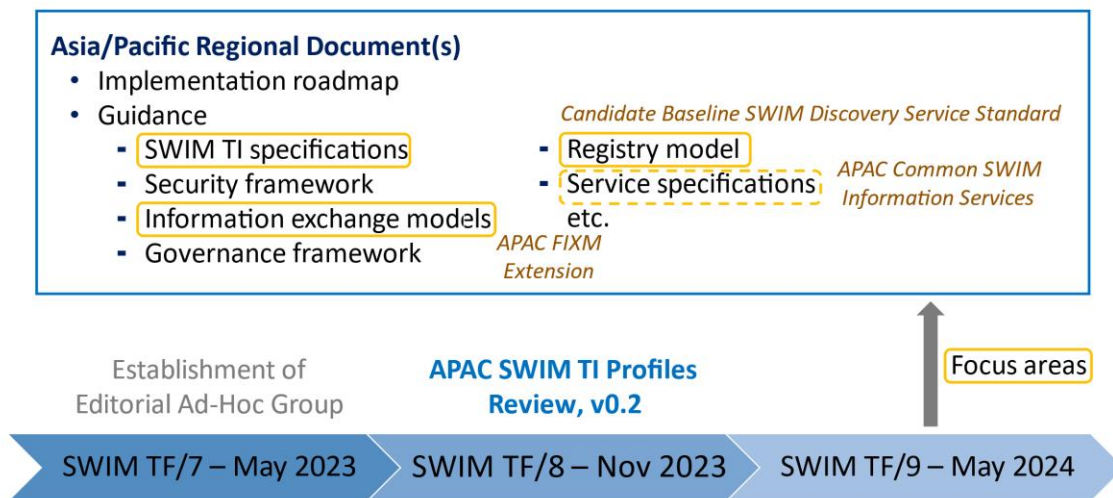 Asia/Pacific Regional Document(s)
• Implementation roadmap
• Guidance
- SWIM TI specifications
- Security framework
- Information exchange models
- Governance framework
Candidate Baseline SWIM Discovery Service Standard
- Registry model
- Service specifications
etc.
APAC Common SWIM
Information Services
APAC FIXM
Extension
Establishment of
Editorial Ad-Hoc Group
APAC SWIM TI Profiles
Review, v0.2
Focus areas
SWIM TF/7 – May 2023
SWIM TF/8 – Nov 2023
SWIM TF/9 – May 2024